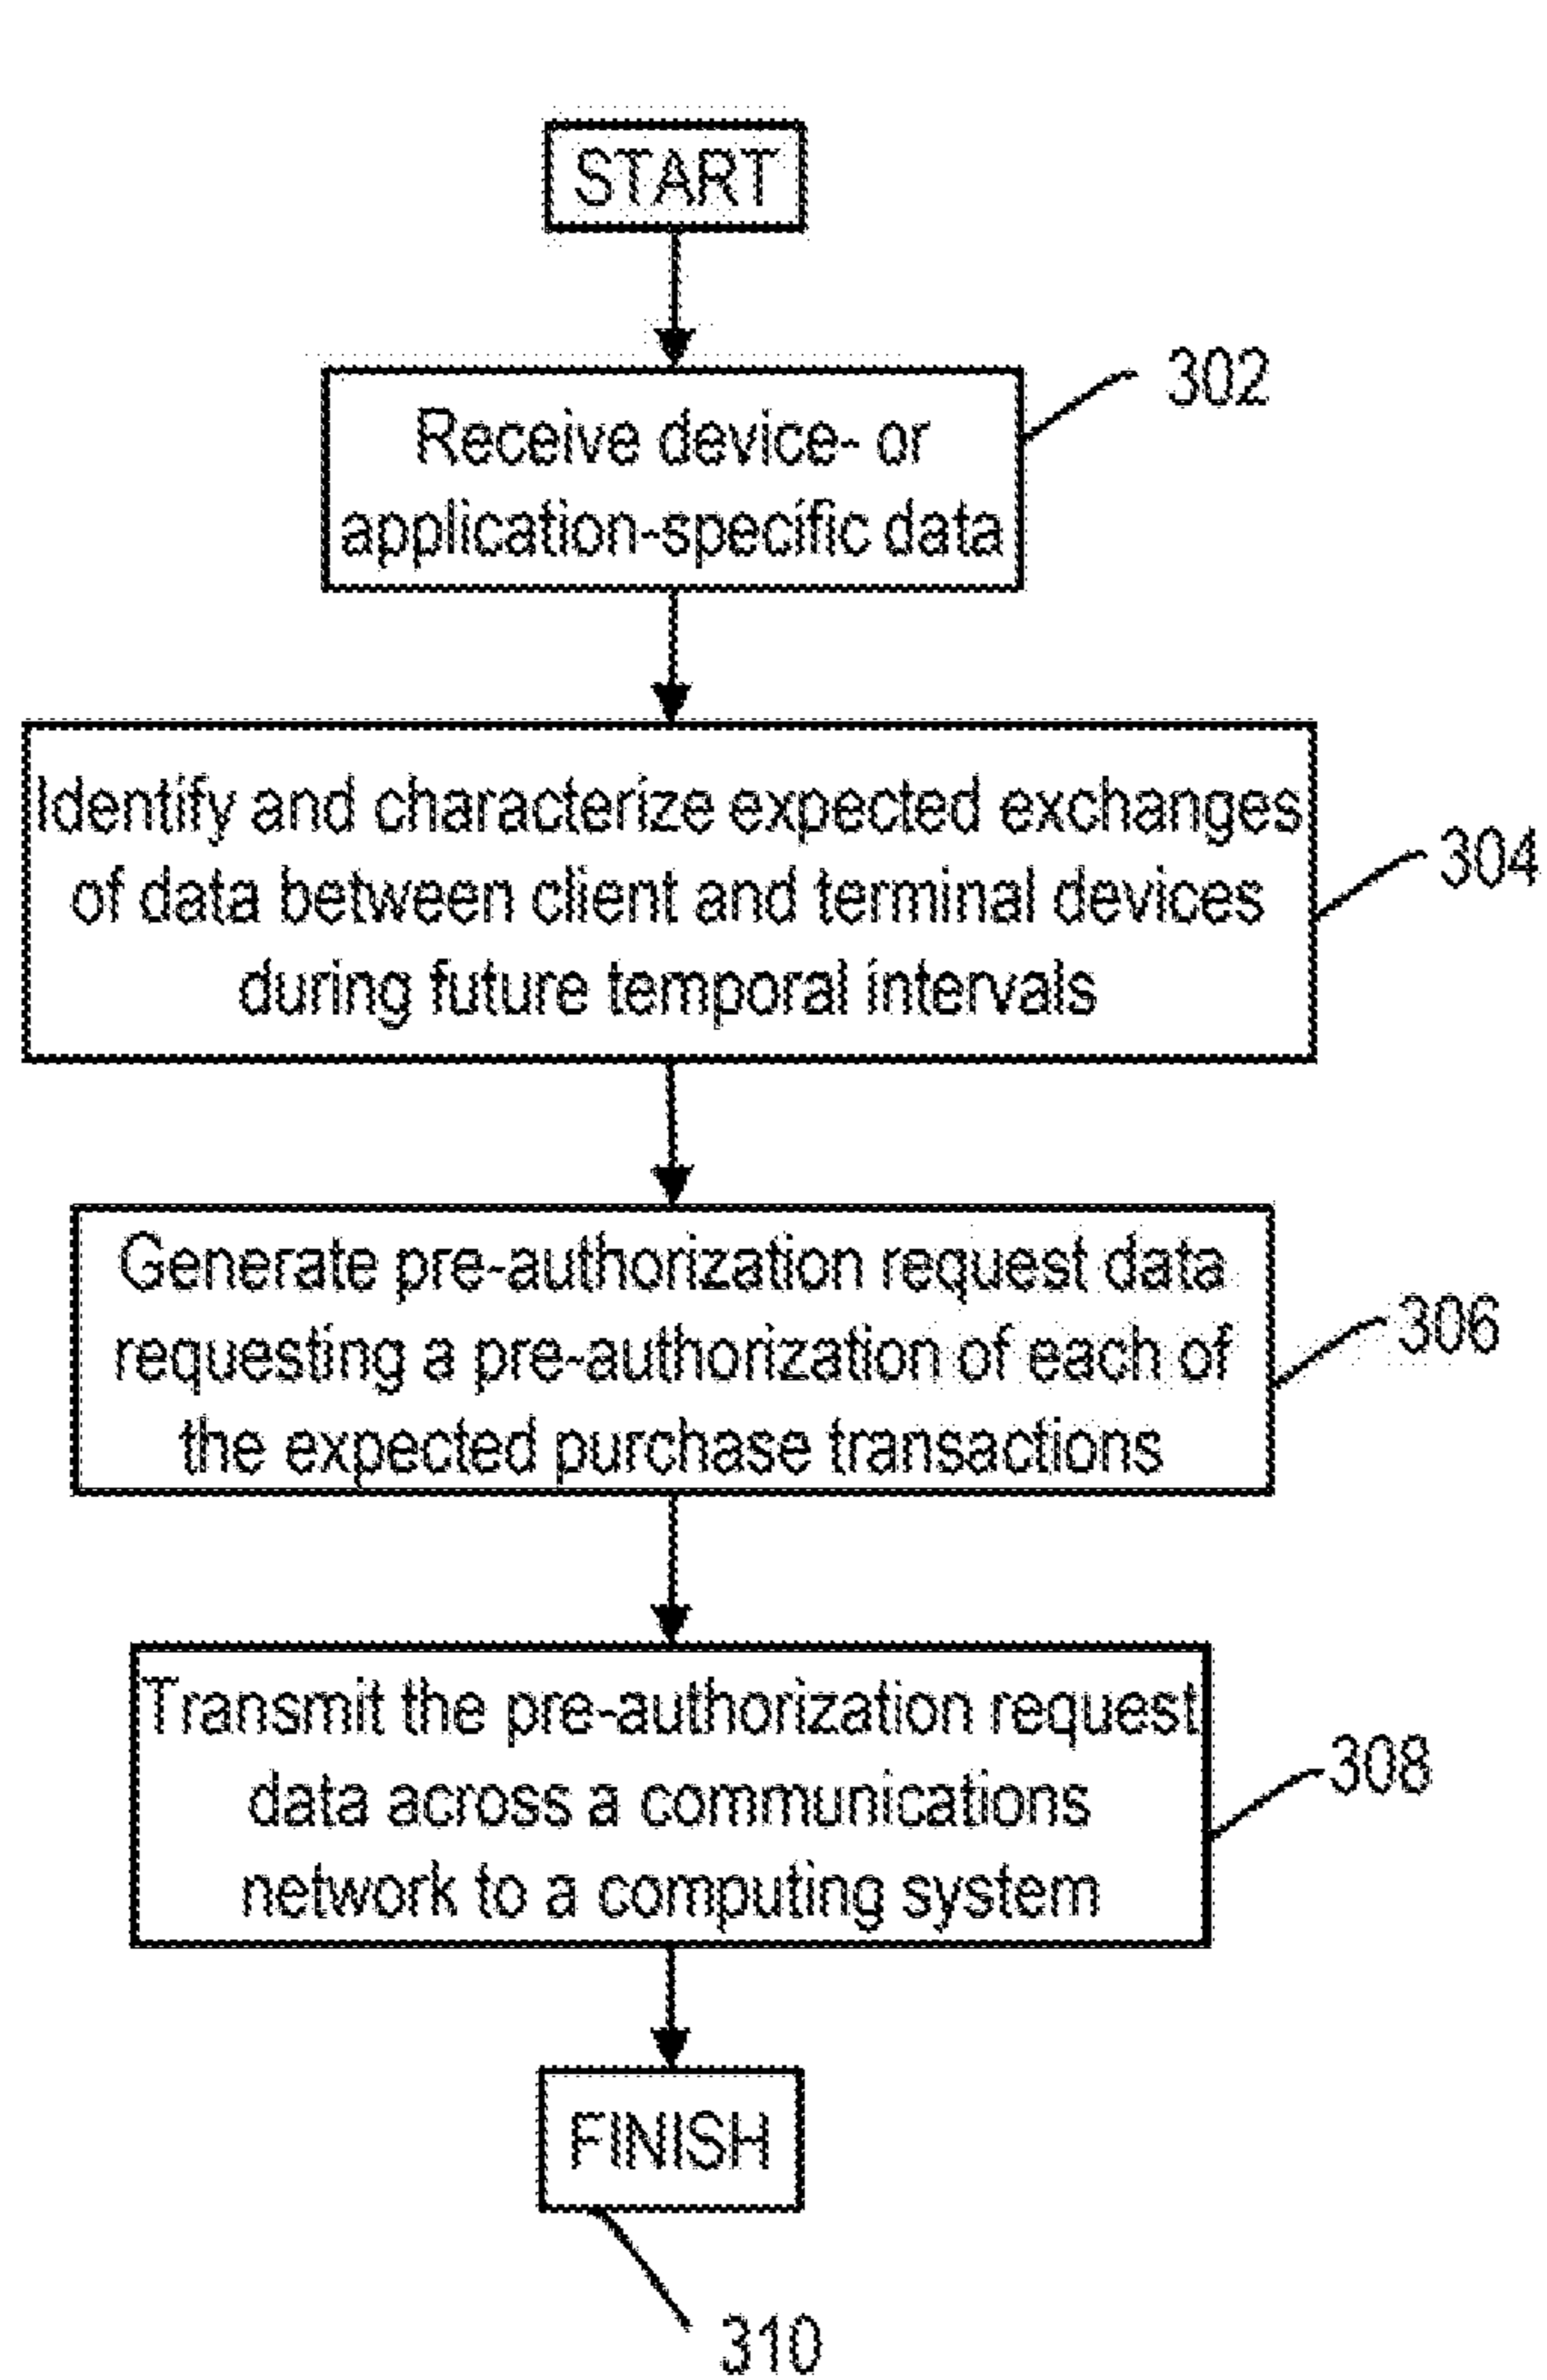 START
302
Receive device- or
application-specific data
Identify and characterize expected exchanges
of data between client and terminal devices
during future temporal intervals
304
Generate pre-authorization request data
requesting a pre-authorization of each of
the expected purchase transactions
306
Transmit the pre-authorization request
data across a communications
network to a computing system
308
FINISH
310